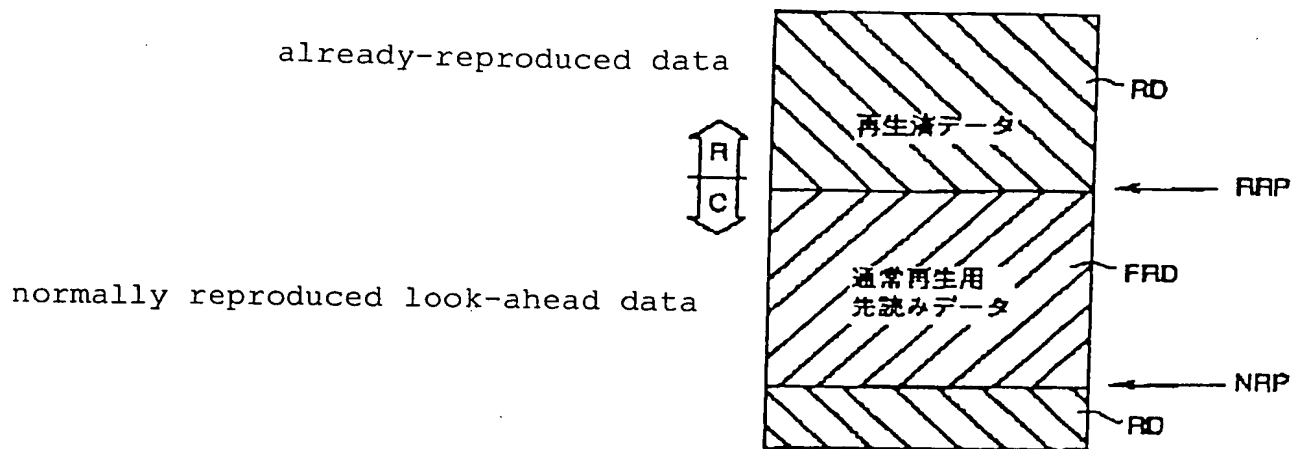 already-reproduced data
RD
再生済データ
R
RRP
C
FRD
通常再生用
先読みデータ
normally reproduced look-ahead data
NRP
RD